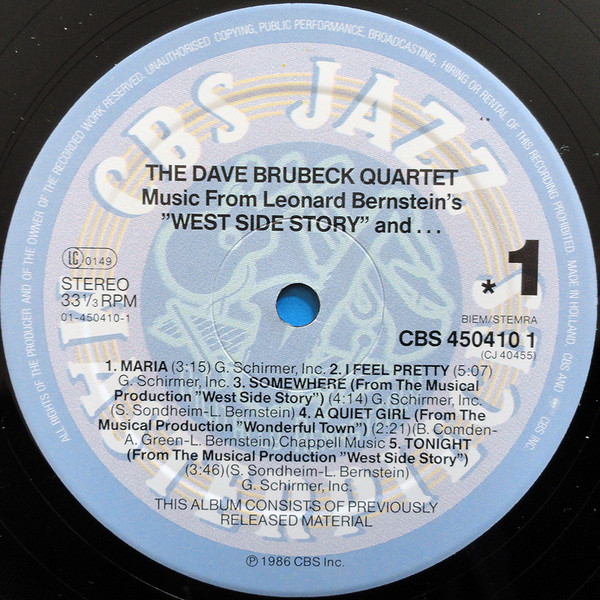 ALL RIGHTS OF THE PRODUCER AND OF THE OWNER OF THE RECORDED WORK RESERVED. UNAUTHORISED COPYING, PUBLIC PERFORMANCE, BROADCASTING, HIRING OR RENTAL OF THIS RECORDING PROHIBITED. MADE IN HOLLAND CBS AND ARE CBS INC.
CBS JAZZ
THE DAVE BRUBECK QUARTET
Music From Leonard Bernstein's
"WEST SIDE STORY" and ...
LC 0149
STEREO
33 1/3 RPM
01-450410-1
* 1
BIEM/STEMRA
CBS 450410 1
(CJ 40455)
1. MARIA (3:15) G. Schirmer, Inc. 2. I FEEL PRETTY (5:07)
G. Schirmer, Inc. 3. SOMEWHERE (From The Musical
Production "West Side Story") (4:14) G. Schirmer, Inc.
(S. Sondheim-L. Bernstein) 4. A QUIET GIRL (From The
Musical Production "Wonderful Town") (2:21) (B. Comden-
A. Green-L. Bernstein) Chappell Music 5. TONIGHT
(From The Musical Production "West Side Story")
(3:46) (S. Sondheim-L. Bernstein)
G. Schirmer, Inc.
THIS ALBUM CONSISTS OF PREVIOUSLY
RELEASED MATERIAL
℗ 1986 CBS Inc.